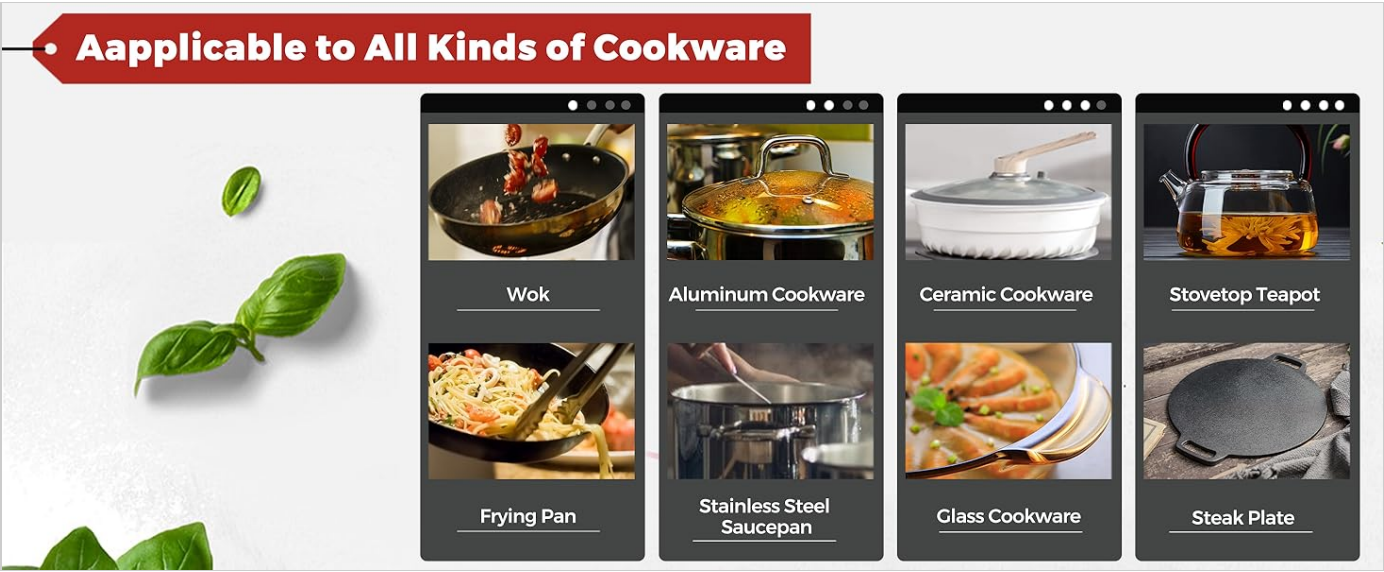 Aapplicable to All Kinds of Cookware
Wok
Aluminum Cookware
Ceramic Cookware
Stovetop Teapot
Frying Pan
Stainless Steel
Saucepan
Glass Cookware
Steak Plate